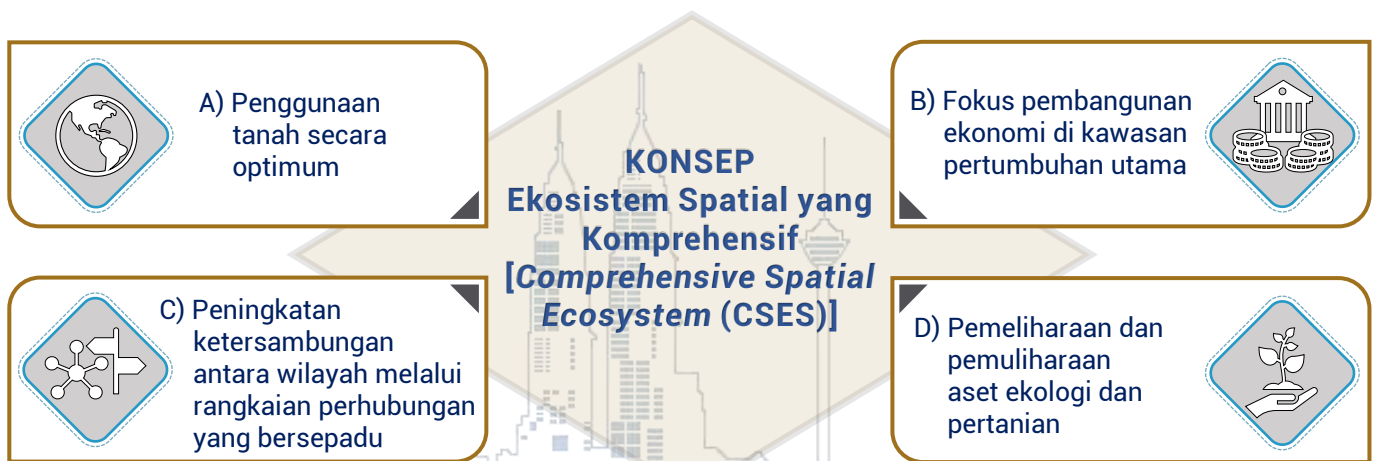 A) Penggunaan
tanah secara
optimum
KONSEP
Ekosistem Spatial yang
Komprehensif
[Comprehensive Spatial
Ecosystem (CSES)]
B) Fokus pembangunan
ekonomi di kawasan
pertumbuhan utama
C) Peningkatan
ketersambungan
antara wilayah melalui
rangkaian perhubungan
yang bersepadu
D) Pemeliharaan dan
pemuliharaan
aset ekologi dan
pertanian